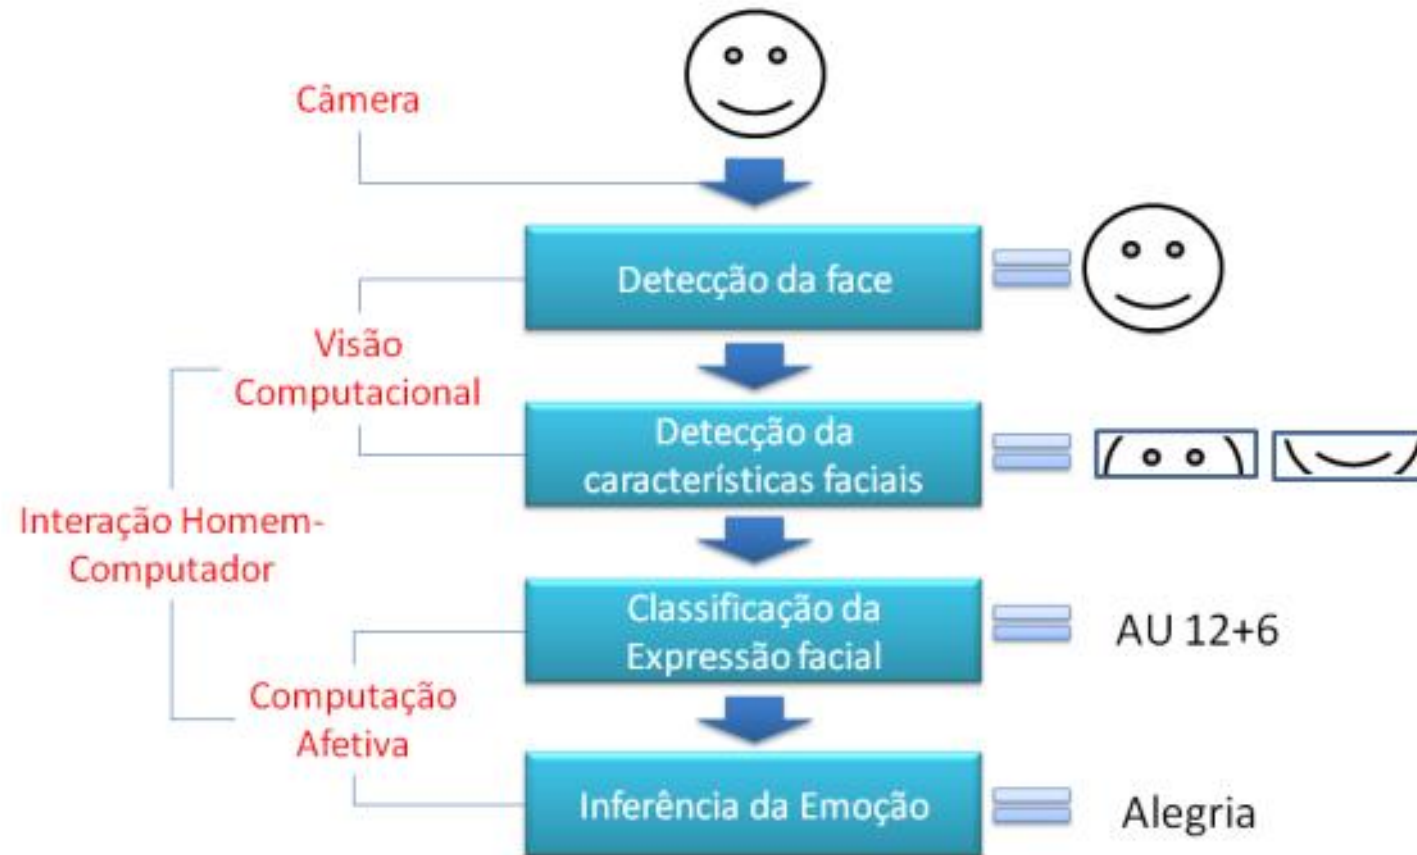 Câmera
Detecção da face
Visão
Computacional
Detecção da
características faciais
Interação Homem-
Computador
Classificação da
Expressão facial
AU 12+6
Computação
Afetiva
Inferência da Emoção
Alegria